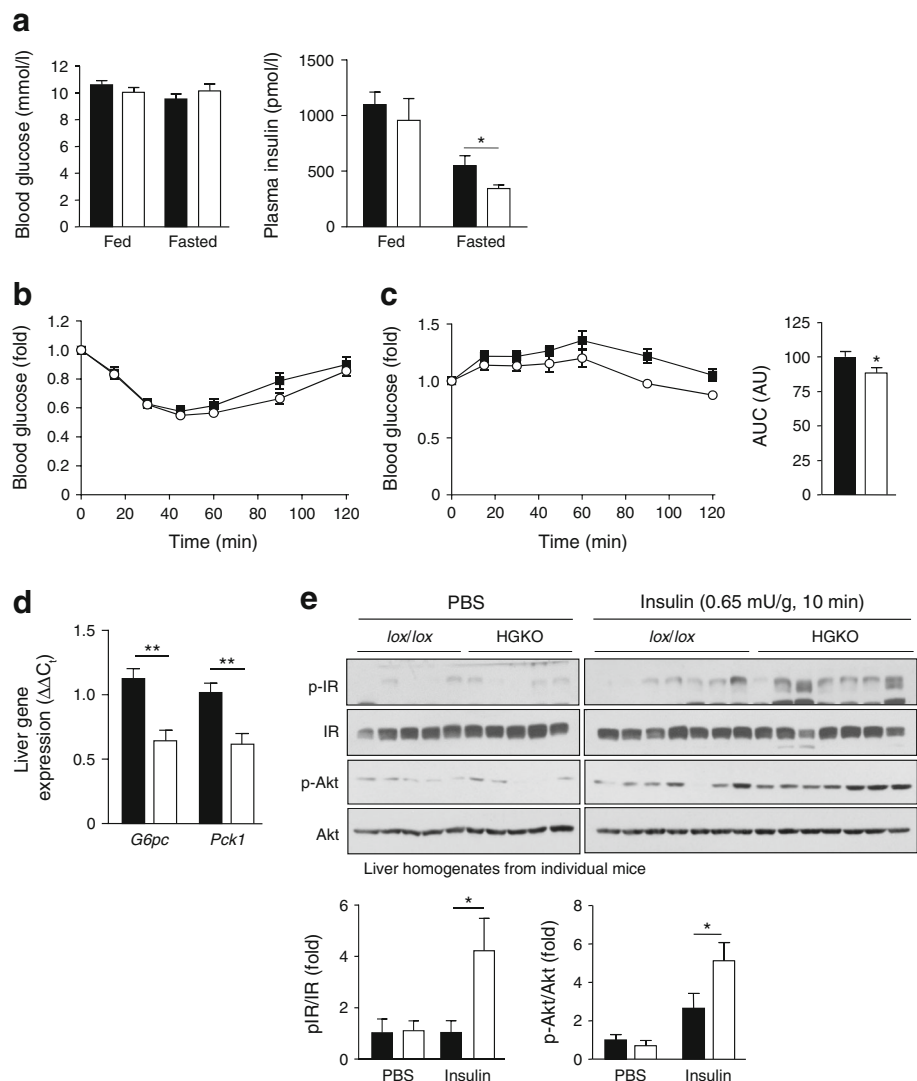 a
Blood glucose (mmol/l)
12
10
8
6
4
2
0
Fed
Fasted
Plasma insulin (pmol/l)
1500
1000
500
0
*
Fed
Fasted
b
Blood glucose (fold)
1.2
1.0
0.8
0.6
0.4
0.2
0
0 20 40 60 80 100 120
Time (min)
c
Blood glucose (fold)
1.5
1.0
0.5
0
0 20 40 60 80 100 120
Time (min)
AUC (AU)
125
100
75
50
25
0
*
d
Liver gene
expression (ΔΔCt)
1.5
1.0
0.5
0
**
**
G6pc
Pck1
e
PBS
Insulin (0.65 mU/g, 10 min)
lox/lox
HGKO
lox/lox
HGKO
p-IR
IR
p-Akt
Akt
Liver homogenates from individual mice
pIR/IR (fold)
6
4
2
0
*
PBS
Insulin
p-Akt/Akt (fold)
8
6
4
2
0
*
PBS
Insulin